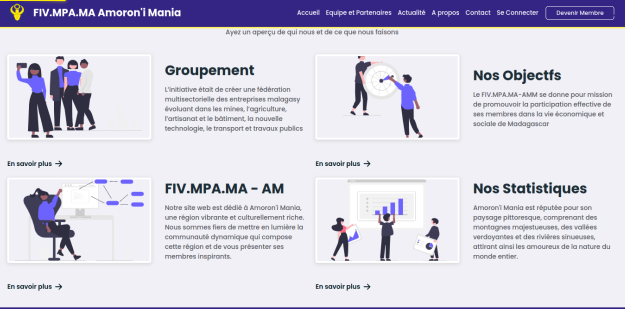 FIV.MPA.MA Amoron'i Mania
Accueil Equipe et Partenaires Actualité A propos Contact Se Connecter Devenir Membre
Ayez un aperçu de qui nous et de ce que nous faisons
Groupement
L'initiative était de créer une fédération
multisectorielle des entreprises malagasy
évoluant dans les mines, l'agriculture,
l'artisanat et le bâtiment, la nouvelle
technologie, le transport et travaux publics
En savoir plus →
Nos Objectfs
Le FIV.MPA.MA-AMM se donne pour mission
de promouvoir la participation effective de
ses membres dans la vie économique et
sociale de Madagascar
En savoir plus →
FIV.MPA.MA - AM
Notre site web est dédié à Amoron'i Mania,
une région vibrante et culturellement riche.
Nous sommes fiers de mettre en lumière la
communauté dynamique qui compose
cette région et de vous présenter ses
membres inspirants.
En savoir plus →
Nos Statistiques
Amoron'i Mania est réputée pour son
paysage pittoresque, comprenant des
montagnes majestueuses, des vallées
verdoyantes et des rivières sinueuses,
attirant ainsi les amoureux de la nature du
monde entier.
En savoir plus →